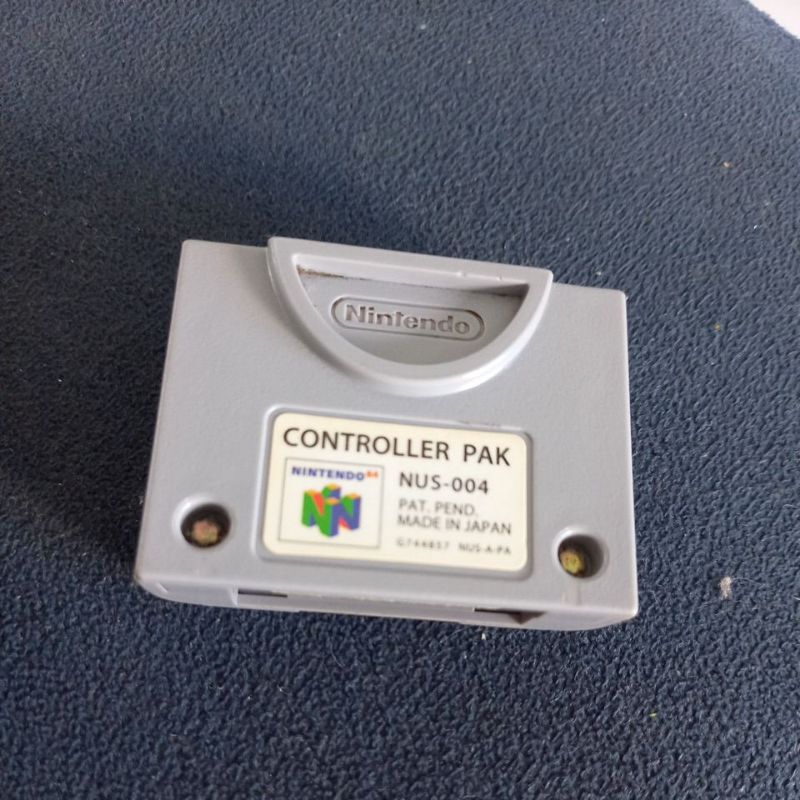 Nintendo
CONTROLLER PAK
NINTENDO64
NUS-004
PAT. PEND.
MADE IN JAPAN
NUS-A-PA